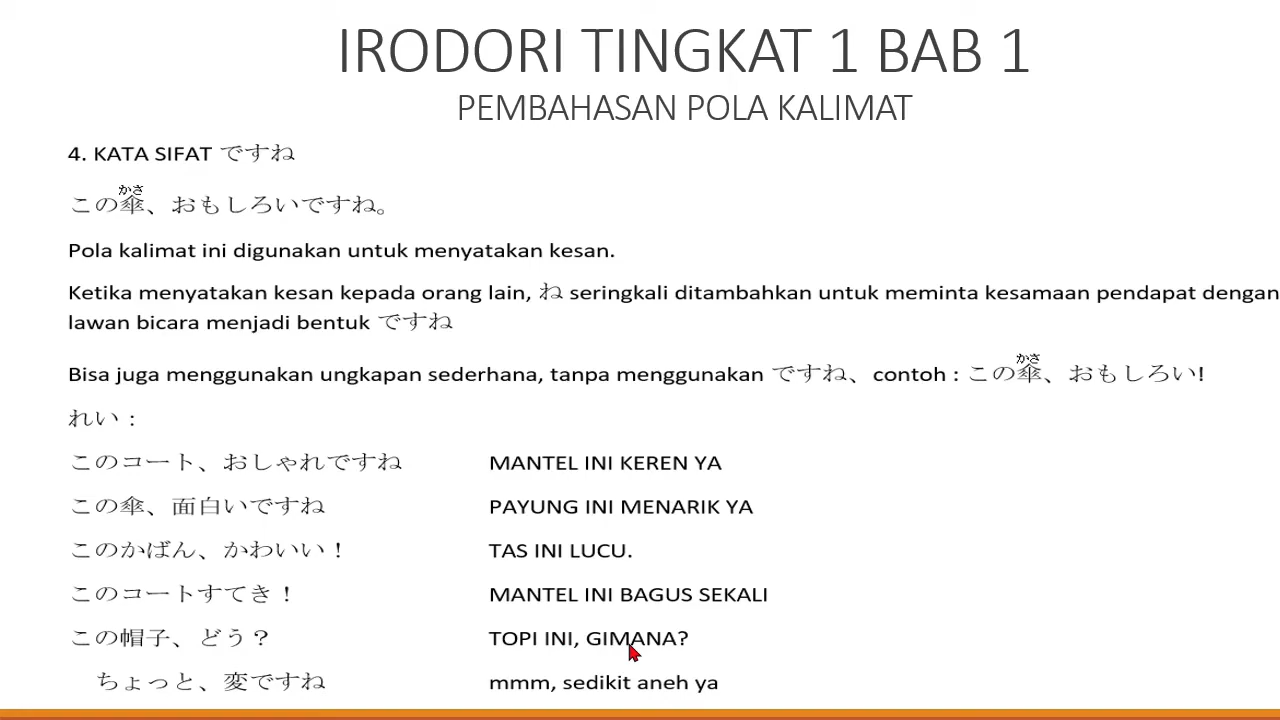 IRODORI TINGKAT 1 BAB 1
PEMBAHASAN POLA KALIMAT
4. KATA SIFAT ですね
かさ
この傘、おもしろいですね。
Pola kalimat ini digunakan untuk menyatakan kesan.
Ketika menyatakan kesan kepada orang lain, ね seringkali ditambahkan untuk meminta kesamaan pendapat dengan
lawan bicara menjadi bentuk ですね
かさ
Bisa juga menggunakan ungkapan sederhana, tanpa menggunakan ですね、contoh : この傘、おもしろい!
れい :
このコート、おしゃれですね MANTEL INI KEREN YA
この傘、面白いですね PAYUNG INI MENARIK YA
このかばん、かわいい! TAS INI LUCU.
このコートすてき! MANTEL INI BAGUS SEKALI
この帽子、どう? TOPI INI, GIMANA?
ちょっと、変ですね mmm, sedikit aneh ya